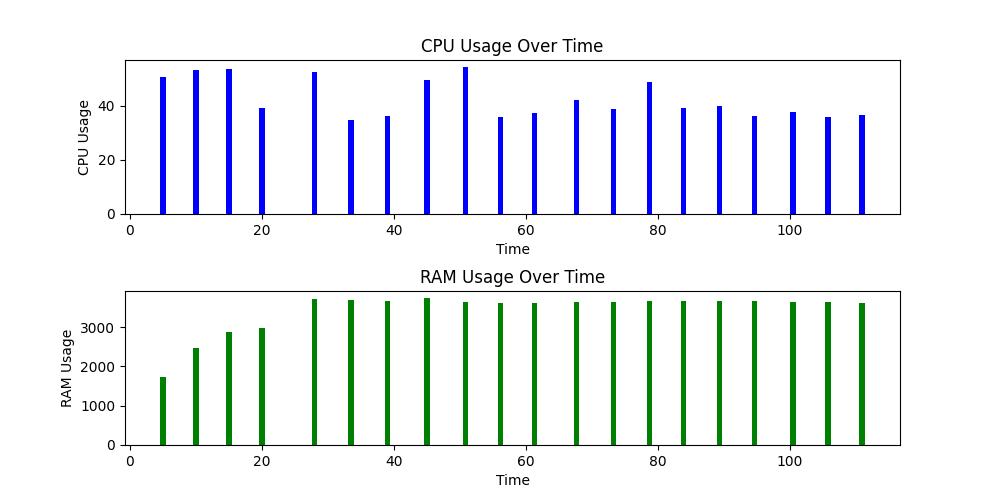 CPU Usage Over Time
40
20
0
CPU Usage
0 20 40 60 80 100
Time
RAM Usage Over Time
3000
2000
1000
0
RAM Usage
0 20 40 60 80 100
Time